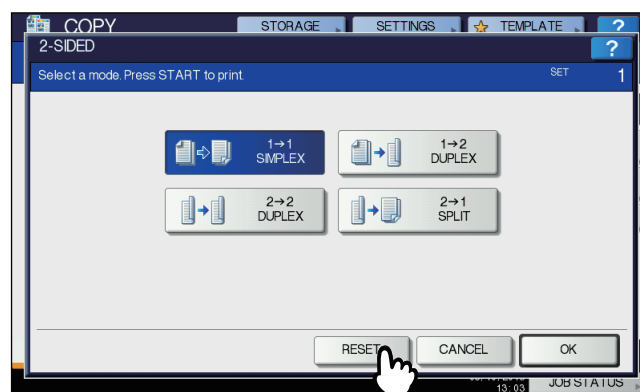 COPY STORAGE SETTINGS TEMPLATE ?
2-SIDED ?
Select a mode. Press START to print. SET 1
1→1
SIMPLEX
1→2
DUPLEX
2→2
DUPLEX
2→1
SPLIT
RESET CANCEL OK
13:03 JOB STATUS